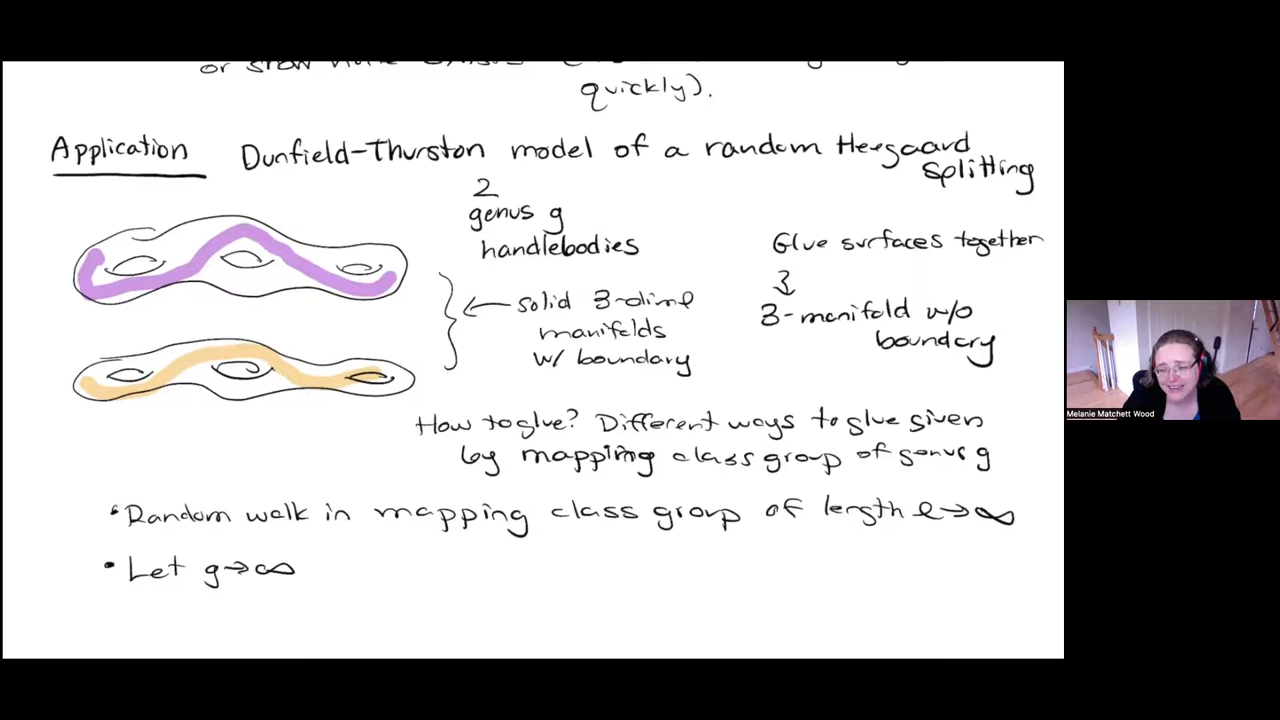 quickly).
Application Dunfield-Thurston model of a random Heegaard
splitting
2
genus g
handlebodies
Glue surfaces together
solid 3-dim'l
manifolds
w/ boundary
3-manifold w/o
boundary
How to glue? Different ways to glue given
by mapping class group of genus g
• Random walk in mapping class group of length l→∞
• Let g→∞
Melanie Matchett Wood